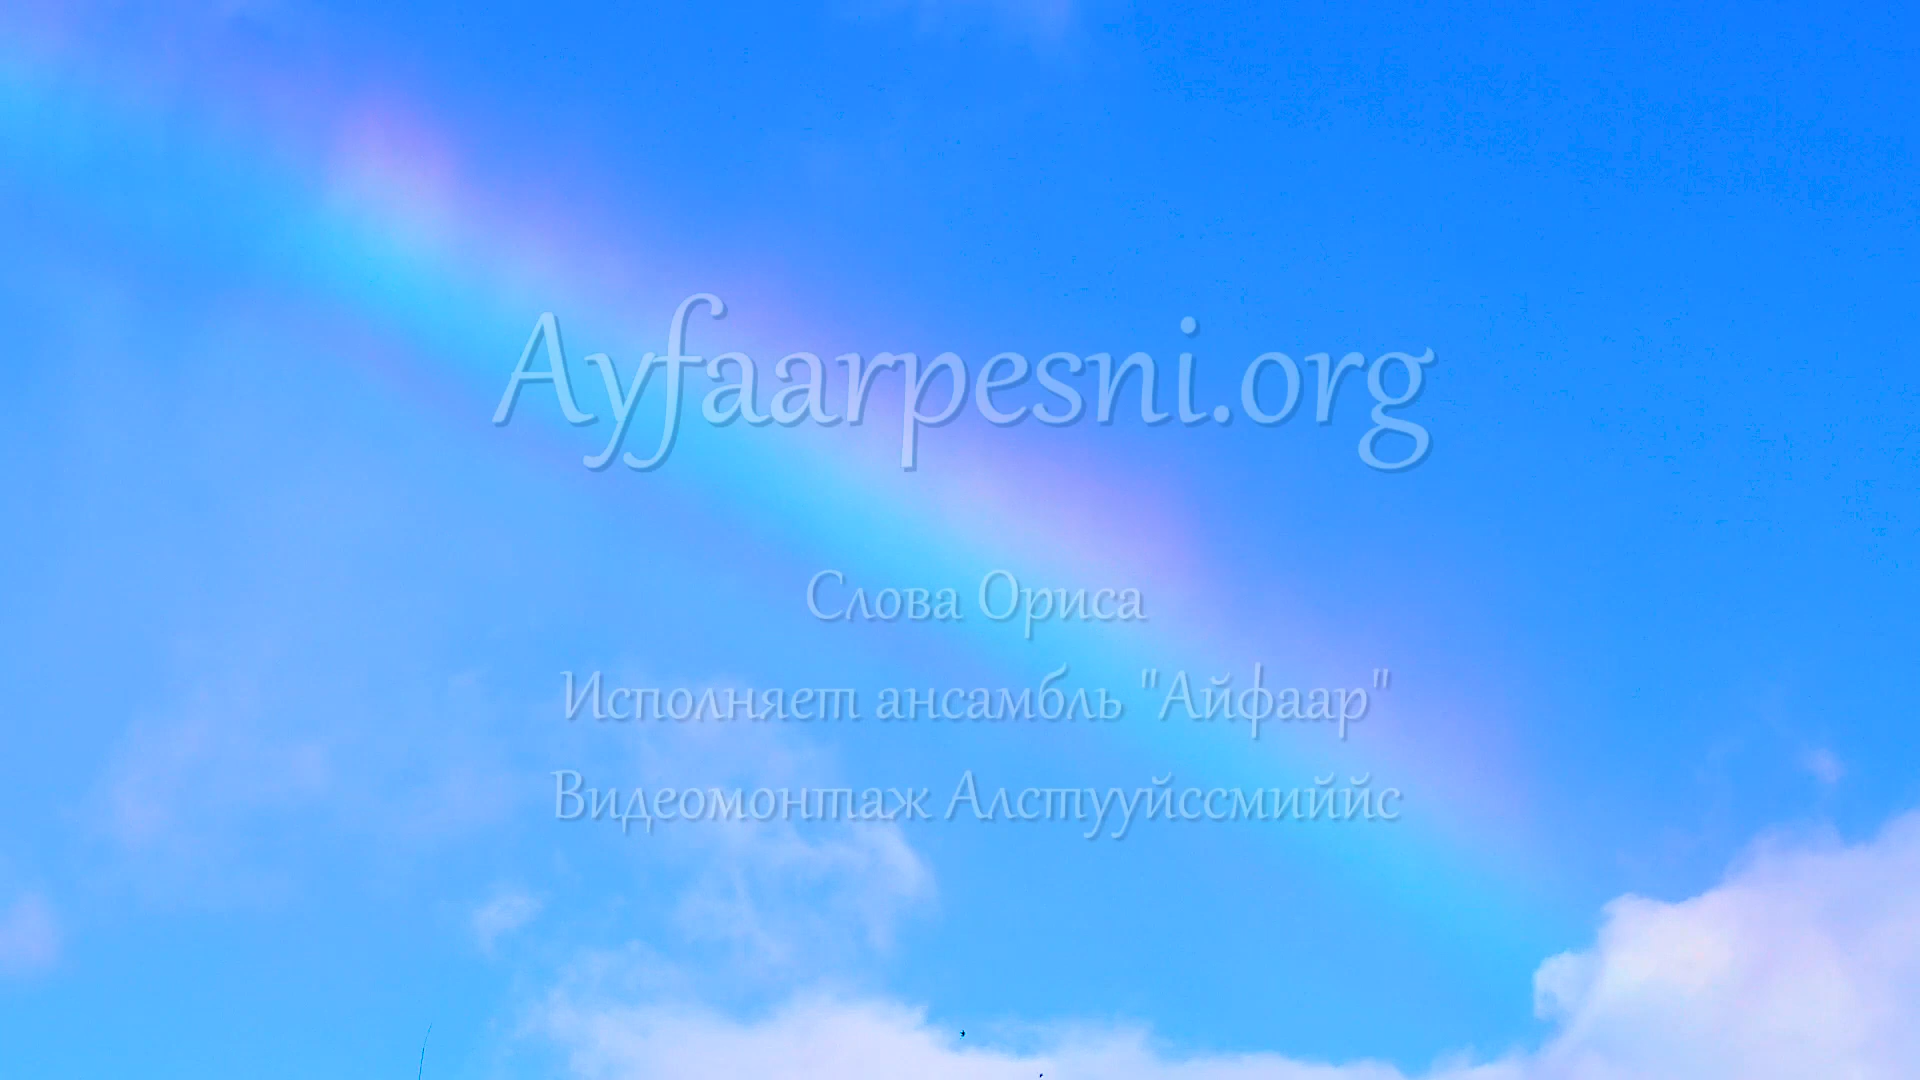 Ayfaarpesni.org
Слова Ориса
Исполняет ансамбль "Айфаар"
Видеомонтаж Алстууйссмиййс